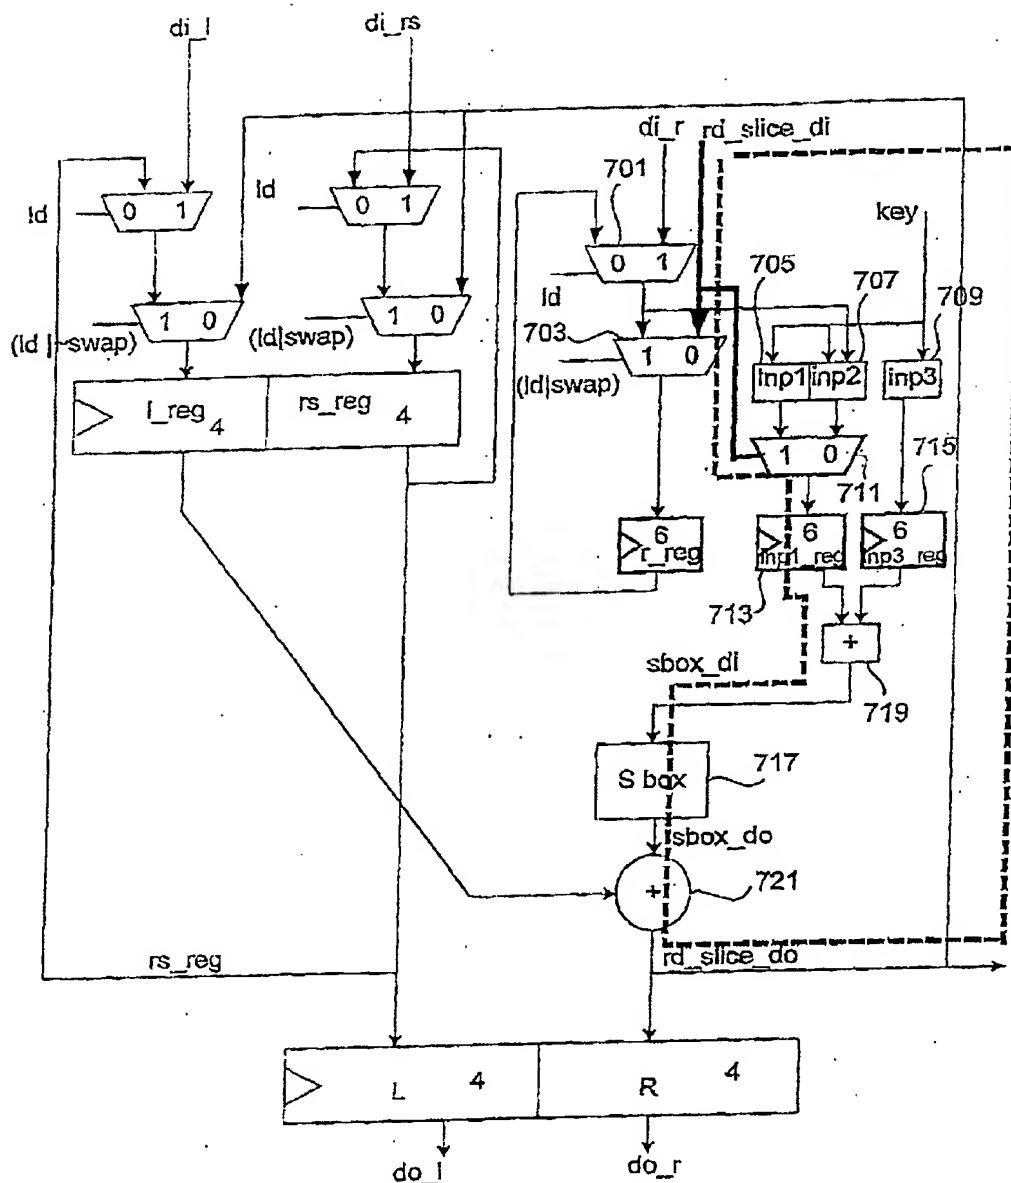 di_l di_rs
di_r rd_slice_di
701
ld 0 1 ld 0 1 key
0 1 705 707 709
ld
1 0 1 0 703 1 0
(ld | ~swap) (ld|swap) (ld|swap) inp1 inp2 inp3
l_reg 4 rs_reg 4
1 0 711 715
6 r_reg 6 inp1_reg 6 inp3_reg
713
+
sbox_di 719
S box 717
sbox_do
+ 721
rs_reg rd_slice_do
L 4 R 4
do_l do_r